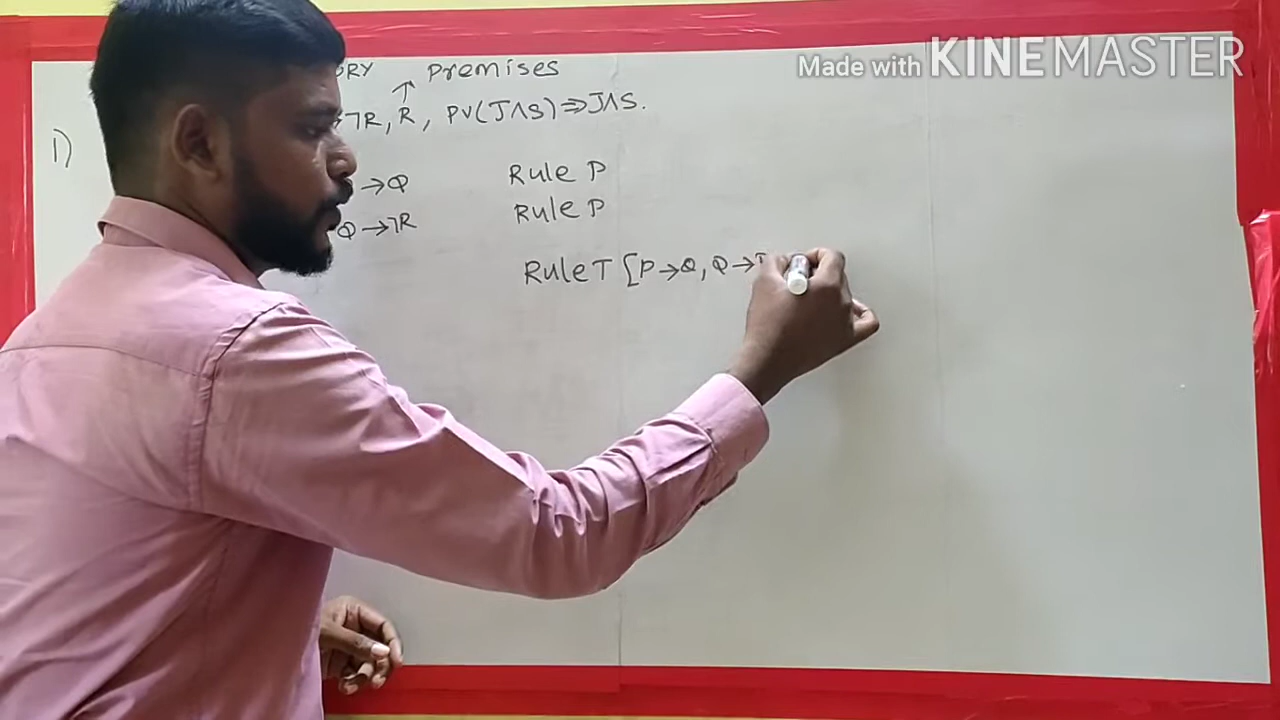 Made with KINEMASTER
Premises
1) ¬R, R, PV(J∧S)⇒J∧S.
→Q Rule P
Q→¬R Rule P
Rule T [P→Q, Q→